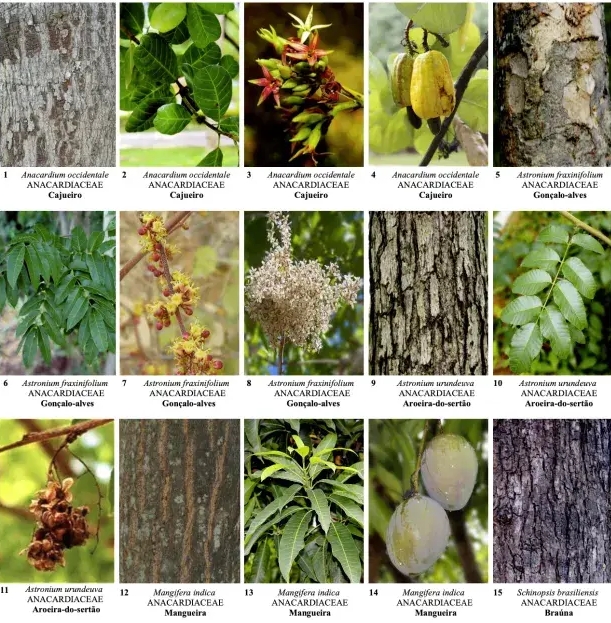 1 Anacardium occidentale
ANACARDIACEAE
Cajueiro
2 Anacardium occidentale
ANACARDIACEAE
Cajueiro
3 Anacardium occidentale
ANACARDIACEAE
Cajueiro
4 Anacardium occidentale
ANACARDIACEAE
Cajueiro
5 Astronium fraxinifolium
ANACARDIACEAE
Gonçalo-alves
6 Astronium fraxinifolium
ANACARDIACEAE
Gonçalo-alves
7 Astronium fraxinifolium
ANACARDIACEAE
Gonçalo-alves
8 Astronium fraxinifolium
ANACARDIACEAE
Gonçalo-alves
9 Astronium urundeuva
ANACARDIACEAE
Aroeira-do-sertão
10 Astronium urundeuva
ANACARDIACEAE
Aroeira-do-sertão
11 Astronium urundeuva
ANACARDIACEAE
Aroeira-do-sertão
12 Mangifera indica
ANACARDIACEAE
Mangueira
13 Mangifera indica
ANACARDIACEAE
Mangueira
14 Mangifera indica
ANACARDIACEAE
Mangueira
15 Schinopsis brasiliensis
ANACARDIACEAE
Braúna